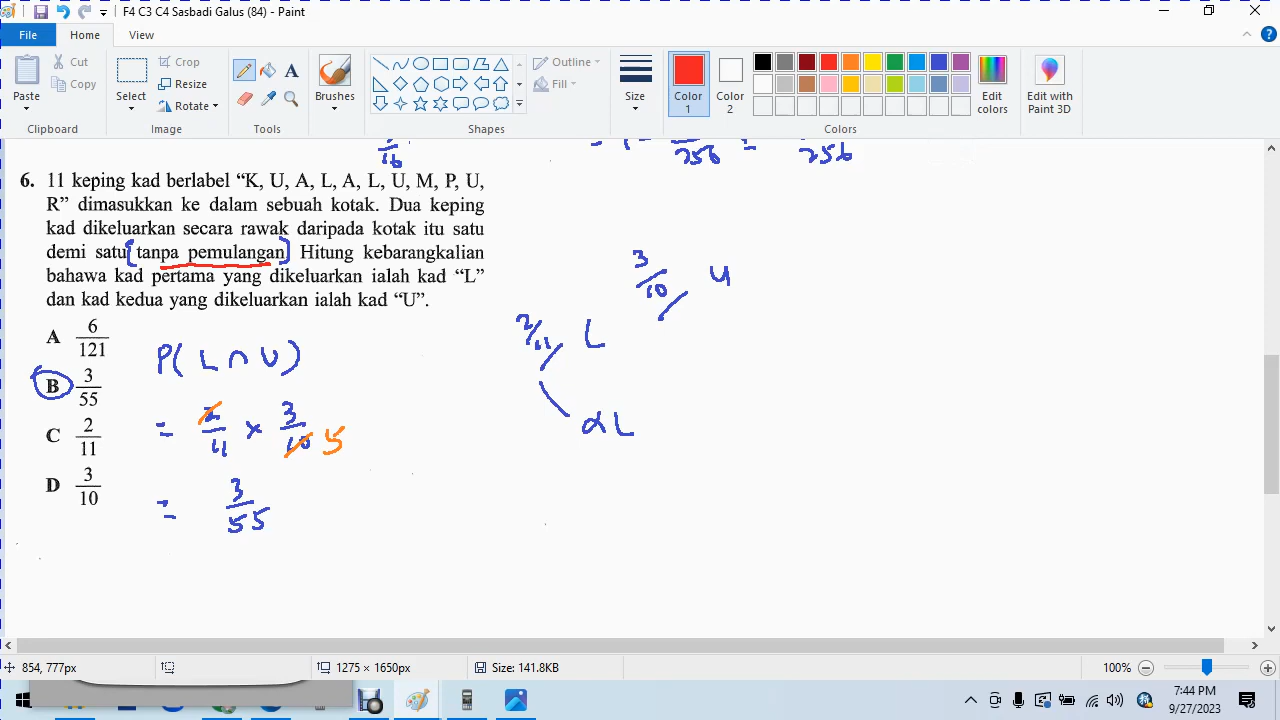 F4 C3 C4 Sasbadi Galus (84) - Paint
File Home View
Paste Cut Copy
Clipboard
Select Crop Resize Rotate
Image
Tools
Brushes
Shapes
Outline Fill
Size
Color 1
Color 2
Colors
Edit colors
Edit with Paint 3D
16
256
256
6. 11 keping kad berlabel “K, U, A, L, A, L, U, M, P, U,
R” dimasukkan ke dalam sebuah kotak. Dua keping
kad dikeluarkan secara rawak daripada kotak itu satu
demi satu [tanpa pemulangan] Hitung kebarangkalian
bahawa kad pertama yang dikeluarkan ialah kad “L”
dan kad kedua yang dikeluarkan ialah kad “U”.
A 6/121
B 3/55
C 2/11
D 3/10
P( L ∩ U )
= 2/11 × 3/10 5
= 3/55
3/10 U
2/11 L
αL
854, 777px
1275 × 1650px
Size: 141.8KB
100%
7:44 PM
9/27/2023